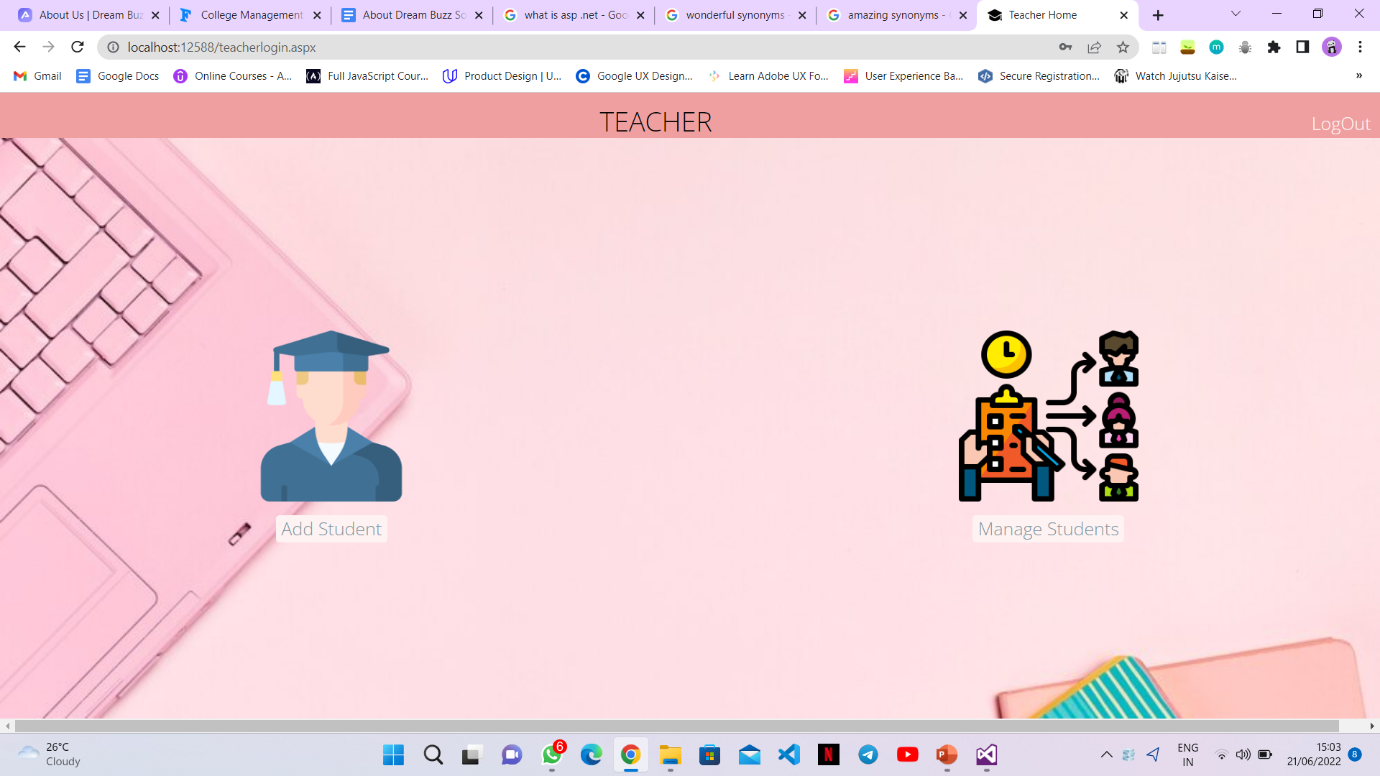 About Us | Dream Buz
College Management
About Dream Buzz So
what is asp .net - Goo
wonderful synonyms -
amazing synonyms -
Teacher Home
localhost:12588/teacherlogin.aspx
Gmail
Google Docs
Online Courses - A...
Full JavaScript Cour...
Product Design | U...
Google UX Design...
Learn Adobe UX Fo...
User Experience Ba...
Secure Registration...
Watch Jujutsu Kaise...
»
TEACHER
LogOut
Add Student
Manage Students
26°C
Cloudy
6
ENG
IN
15:03
21/06/2022
8